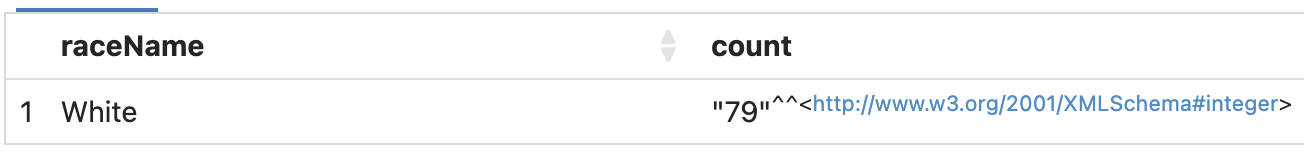 raceName count
1 White "79"^^<http://www.w3.org/2001/XMLSchema#integer>